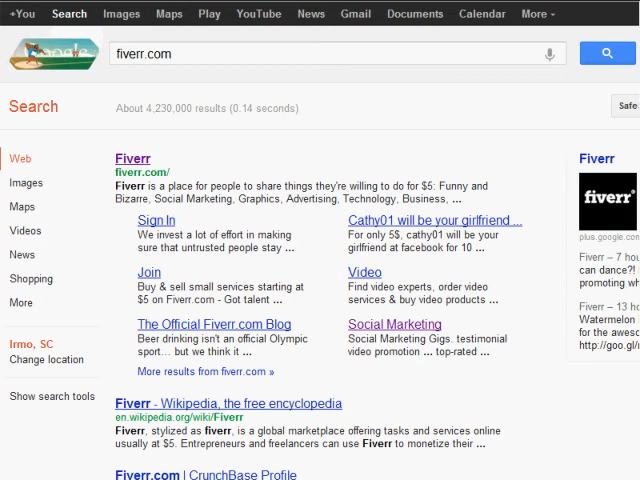 +You Search Images Maps Play YouTube News Gmail Documents Calendar More
Google
fiverr.com
Search
About 4,230,000 results (0.14 seconds)
Safe
Web
Images
Maps
Videos
News
Shopping
More
Irmo, SC
Change location
Show search tools
Fiverr
fiverr.com/
Fiverr is a place for people to share things they're willing to do for $5: Funny and
Bizarre, Social Marketing, Graphics, Advertising, Technology, Business, ...
Sign In
We invest a lot of effort in making
sure that untrusted people stay ...
Cathy01 will be your girlfriend ...
For only 5$, cathy01 will be your
girlfriend at facebook for 10 ...
Join
Buy & sell small services starting at
$5 on Fiverr.com - Got talent ...
Video
Find video experts, order video
services & buy video products ...
The Official Fiverr.com Blog
Beer drinking isn't an official Olympic
sport… but we think it ...
Social Marketing
Social Marketing Gigs. testimonial
video promotion ... top-rated ...
More results from fiverr.com »
Fiverr - Wikipedia, the free encyclopedia
en.wikipedia.org/wiki/Fiverr
Fiverr, stylized as fiverr, is a global marketplace offering tasks and services online
usually at $5. Entrepreneurs and freelancers can use Fiverr to monetize their ...
Fiverr.com | CrunchBase Profile
Fiverr
fiverr
plus.google.com
Fiverr – 7 hou
can dance?!
promoting wh
Fiverr – 13 ho
Watermelon
for the aweso
http://goo.gl/